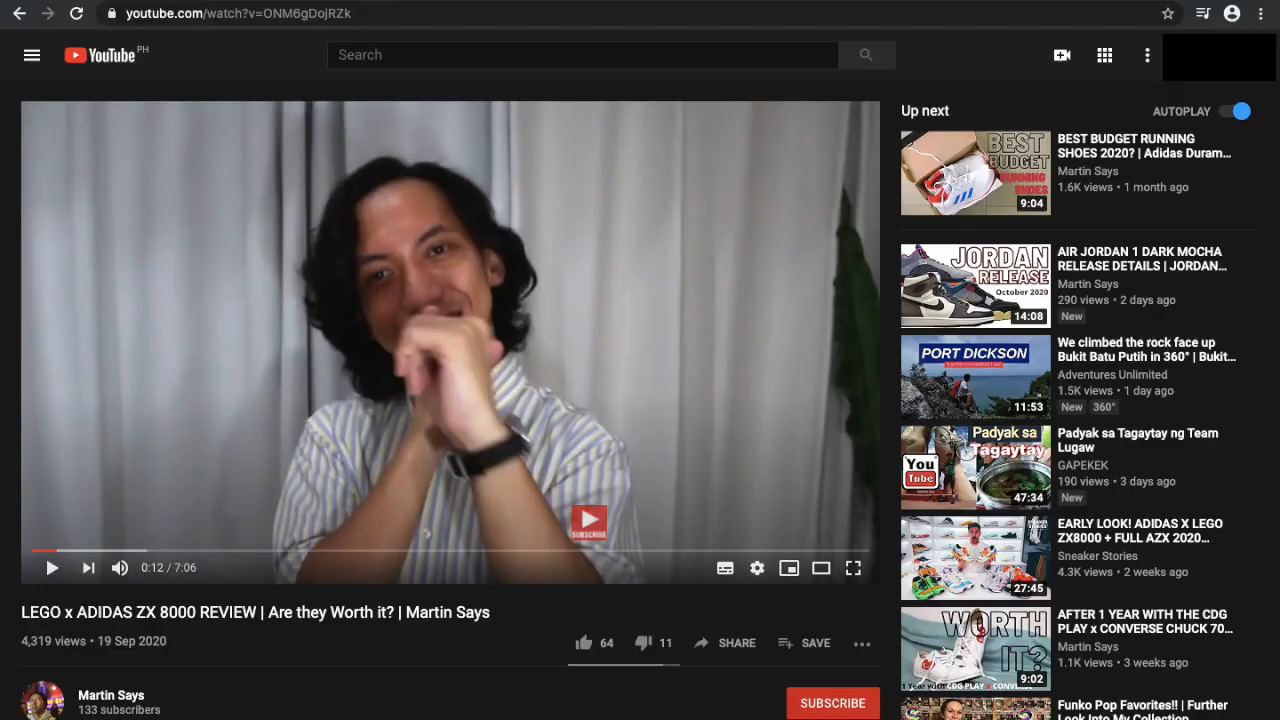 youtube.com/watch?v=ONM6gDojRZk
YouTube PH
Search
SUBSCRIBE
0:12 / 7:06
LEGO x ADIDAS ZX 8000 REVIEW | Are they Worth it? | Martin Says
4,319 views • 19 Sep 2020
64
11
SHARE
SAVE
Martin Says
133 subscribers
SUBSCRIBE
Up next
AUTOPLAY
BEST
BUDGET
RUNNING
SHOES
9:04
BEST BUDGET RUNNING
SHOES 2020? | Adidas Duram...
Martin Says
1.6K views • 1 month ago
JORDAN
RELEASE
October 2020
14:08
AIR JORDAN 1 DARK MOCHA
RELEASE DETAILS | JORDAN...
Martin Says
290 views • 2 days ago
New
PORT DICKSON
11:53
We climbed the rock face up
Bukit Batu Putih in 360° | Bukit...
Adventures Unlimited
1.5K views • 1 day ago
New 360°
Padyak sa
Tagaytay
You
Tube
47:34
Padyak sa Tagaytay ng Team
Lugaw
GAPEKEK
190 views • 3 days ago
New
SNEAKER
STORIES
27:45
EARLY LOOK! ADIDAS X LEGO
ZX8000 + FULL AZX 2020...
Sneaker Stories
4.3K views • 2 weeks ago
WORTH
IT?
1 Year with CDG PLAY x CONVERSE
9:02
AFTER 1 YEAR WITH THE CDG
PLAY x CONVERSE CHUCK 70...
Martin Says
1.1K views • 3 weeks ago
Funko Pop Favorites!! | Further
Look Into My Collection